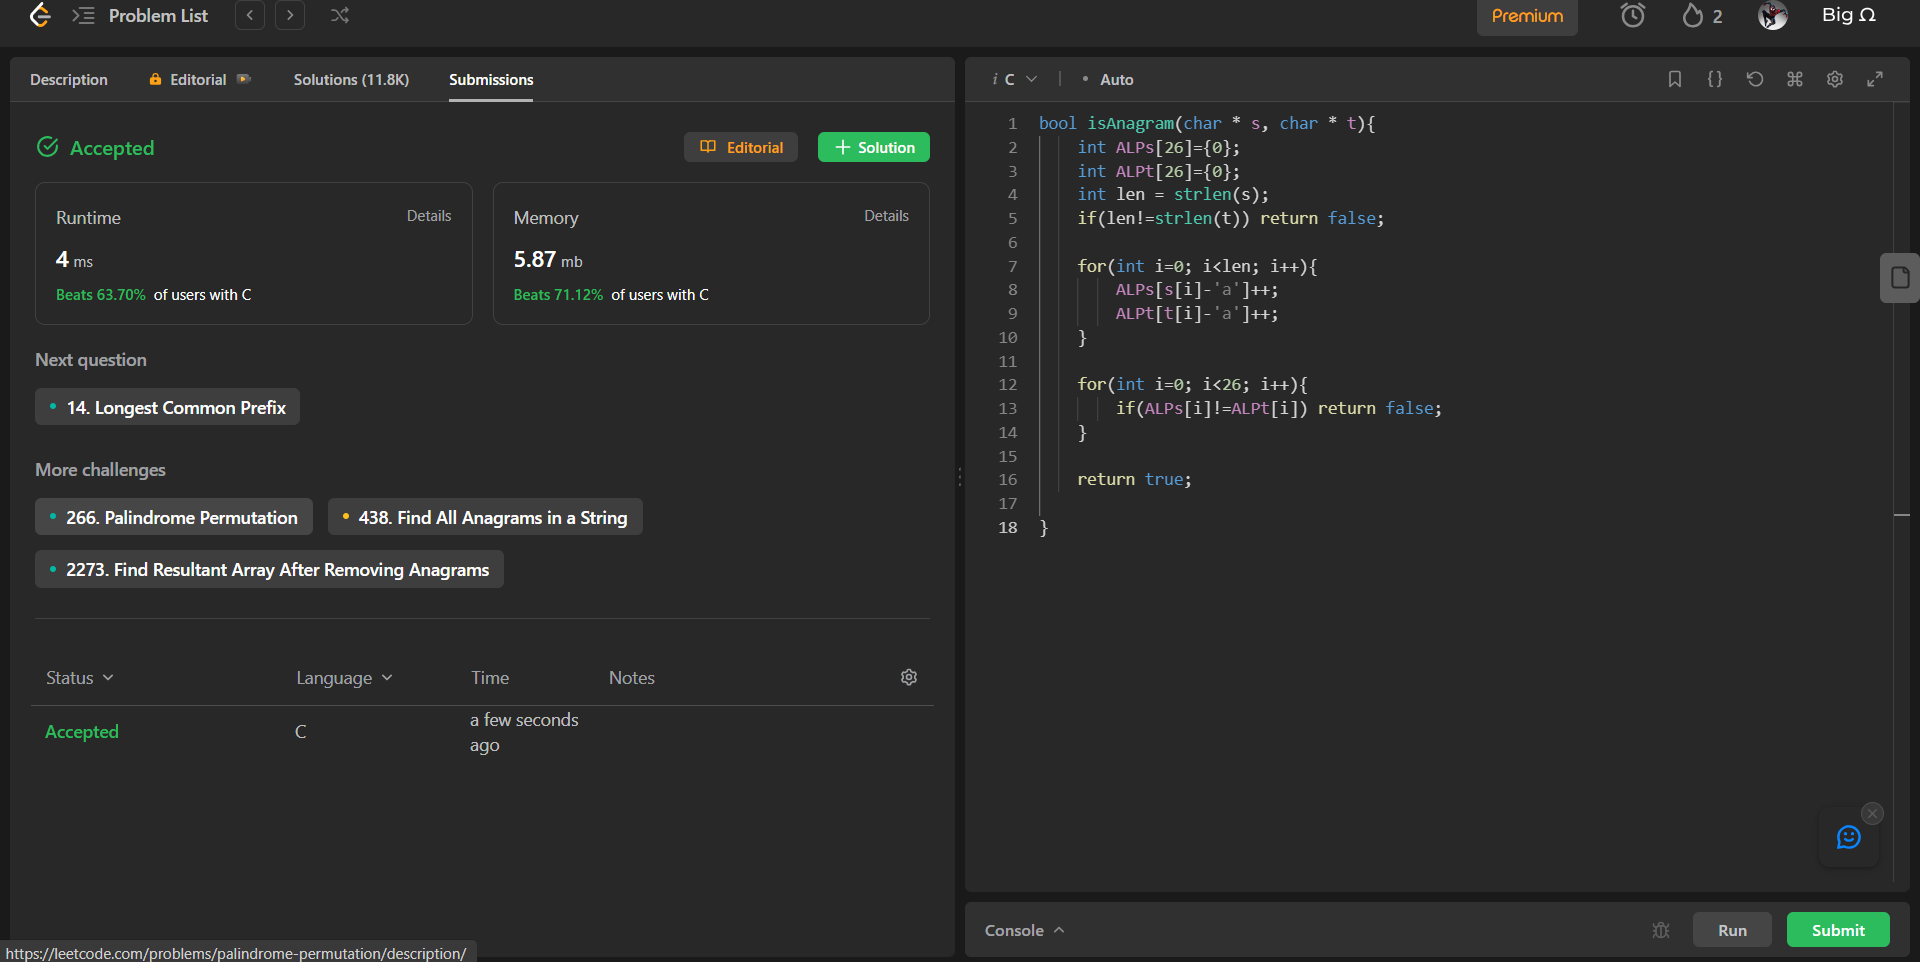 Problem List
Premium
2
Big Ω
Description
Editorial
Solutions (11.8K)
Submissions
Accepted
Editorial
Solution
Runtime
Details
4 ms
Beats 63.70% of users with C
Memory
Details
5.87 mb
Beats 71.12% of users with C
Next question
14. Longest Common Prefix
More challenges
266. Palindrome Permutation
438. Find All Anagrams in a String
2273. Find Resultant Array After Removing Anagrams
Status
Language
Time
Notes
Accepted
C
a few seconds
ago
https://leetcode.com/problems/palindrome-permutation/description/
i C
Auto
1 bool isAnagram(char * s, char * t){
2 int ALPs[26]={0};
3 int ALPt[26]={0};
4 int len = strlen(s);
5 if(len!=strlen(t)) return false;
6
7 for(int i=0; i<len; i++){
8 ALPs[s[i]-'a']++;
9 ALPt[t[i]-'a']++;
10 }
11
12 for(int i=0; i<26; i++){
13 if(ALPs[i]!=ALPt[i]) return false;
14 }
15
16 return true;
17
18 }
Console
Run
Submit